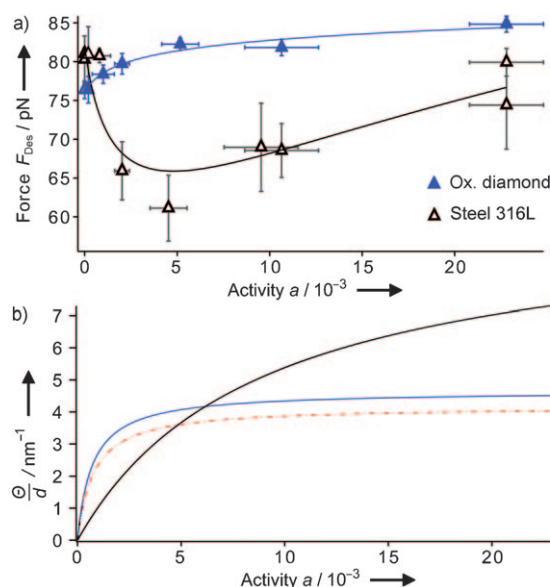 a)
85
80
75
70
65
60
Force F_Des / pN
Ox. diamond
Steel 316L
0 5 10 15 20
Activity a / 10⁻³
b)
7
6
5
4
3
2
1
0
Θ/d / nm⁻¹
0 5 10 15 20
Activity a / 10⁻³